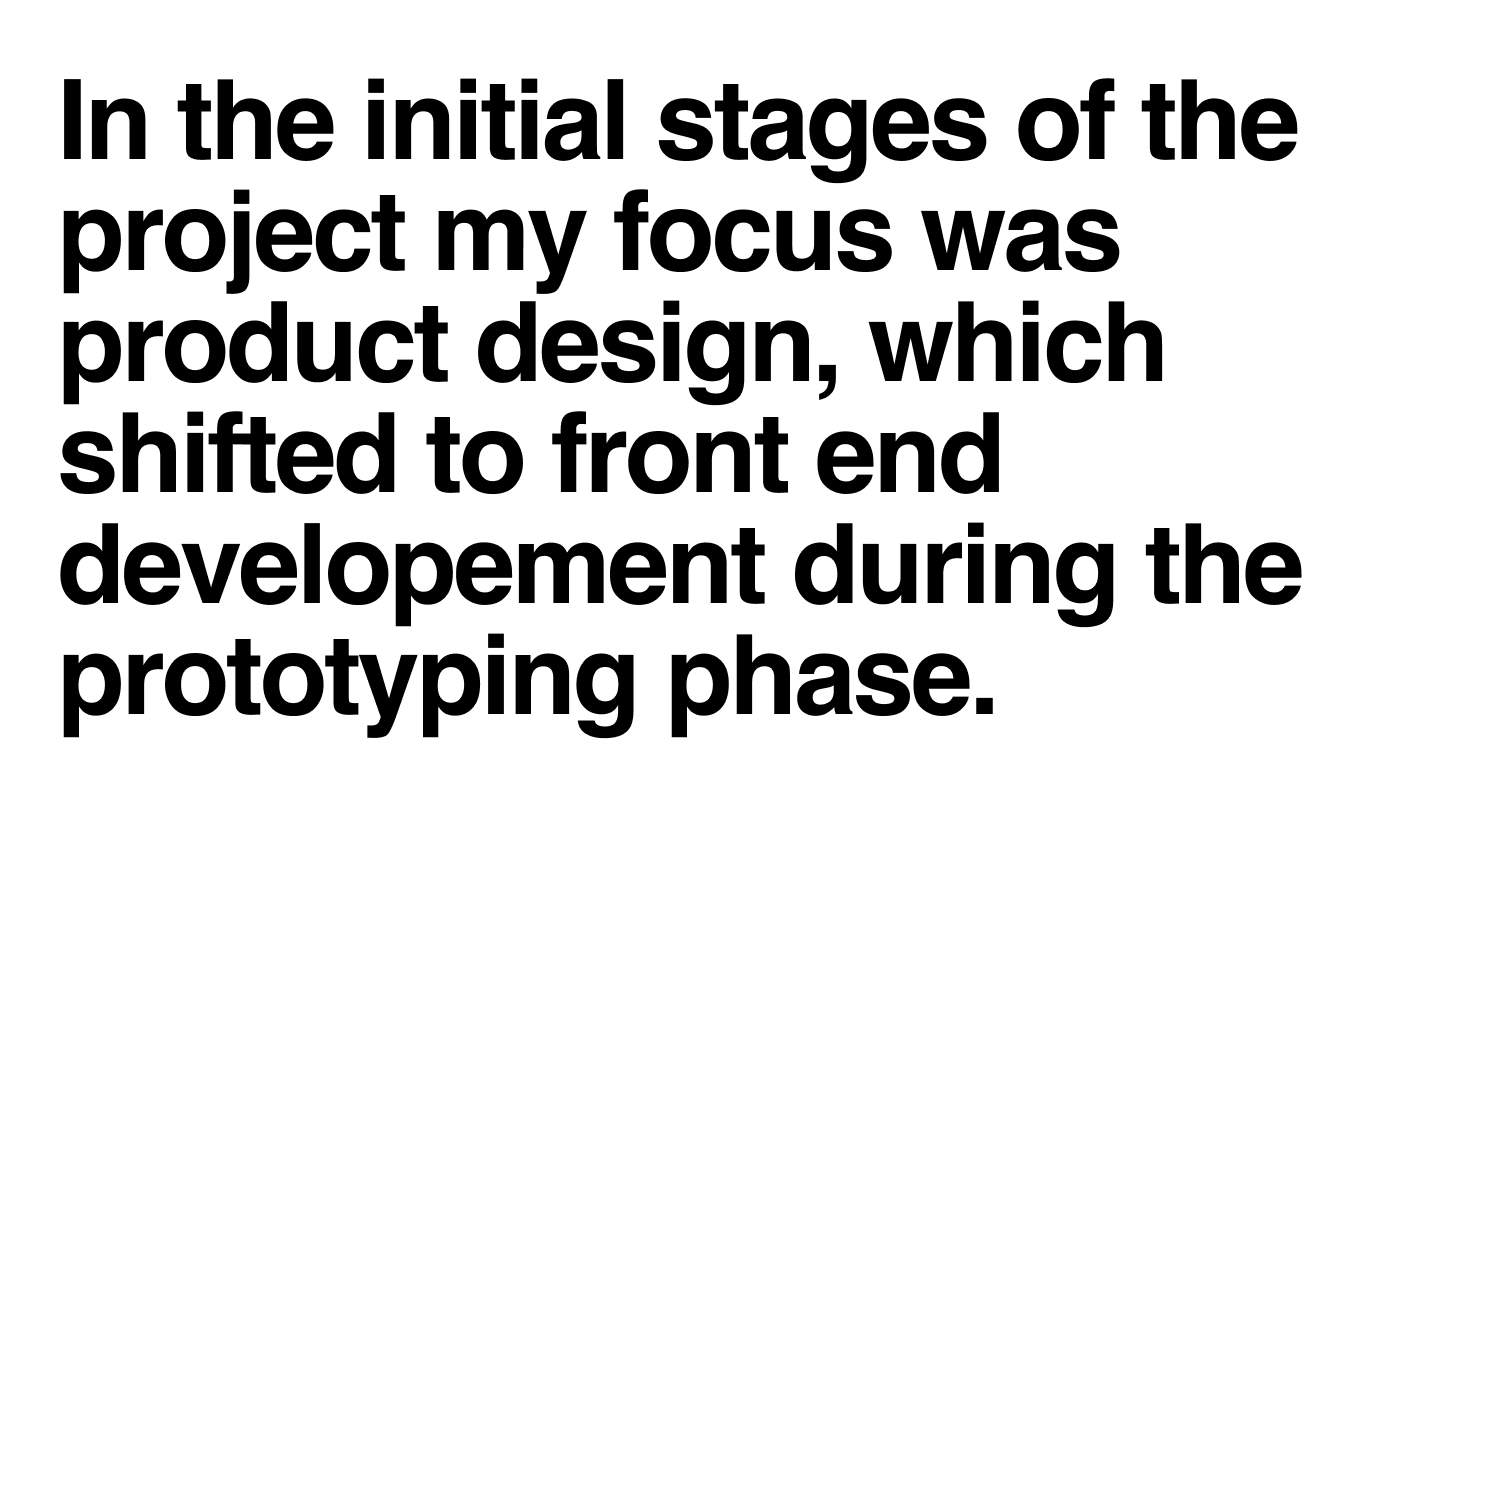 In the initial stages of the
project my focus was
product design, which
shifted to front end
developement during the
prototyping phase.